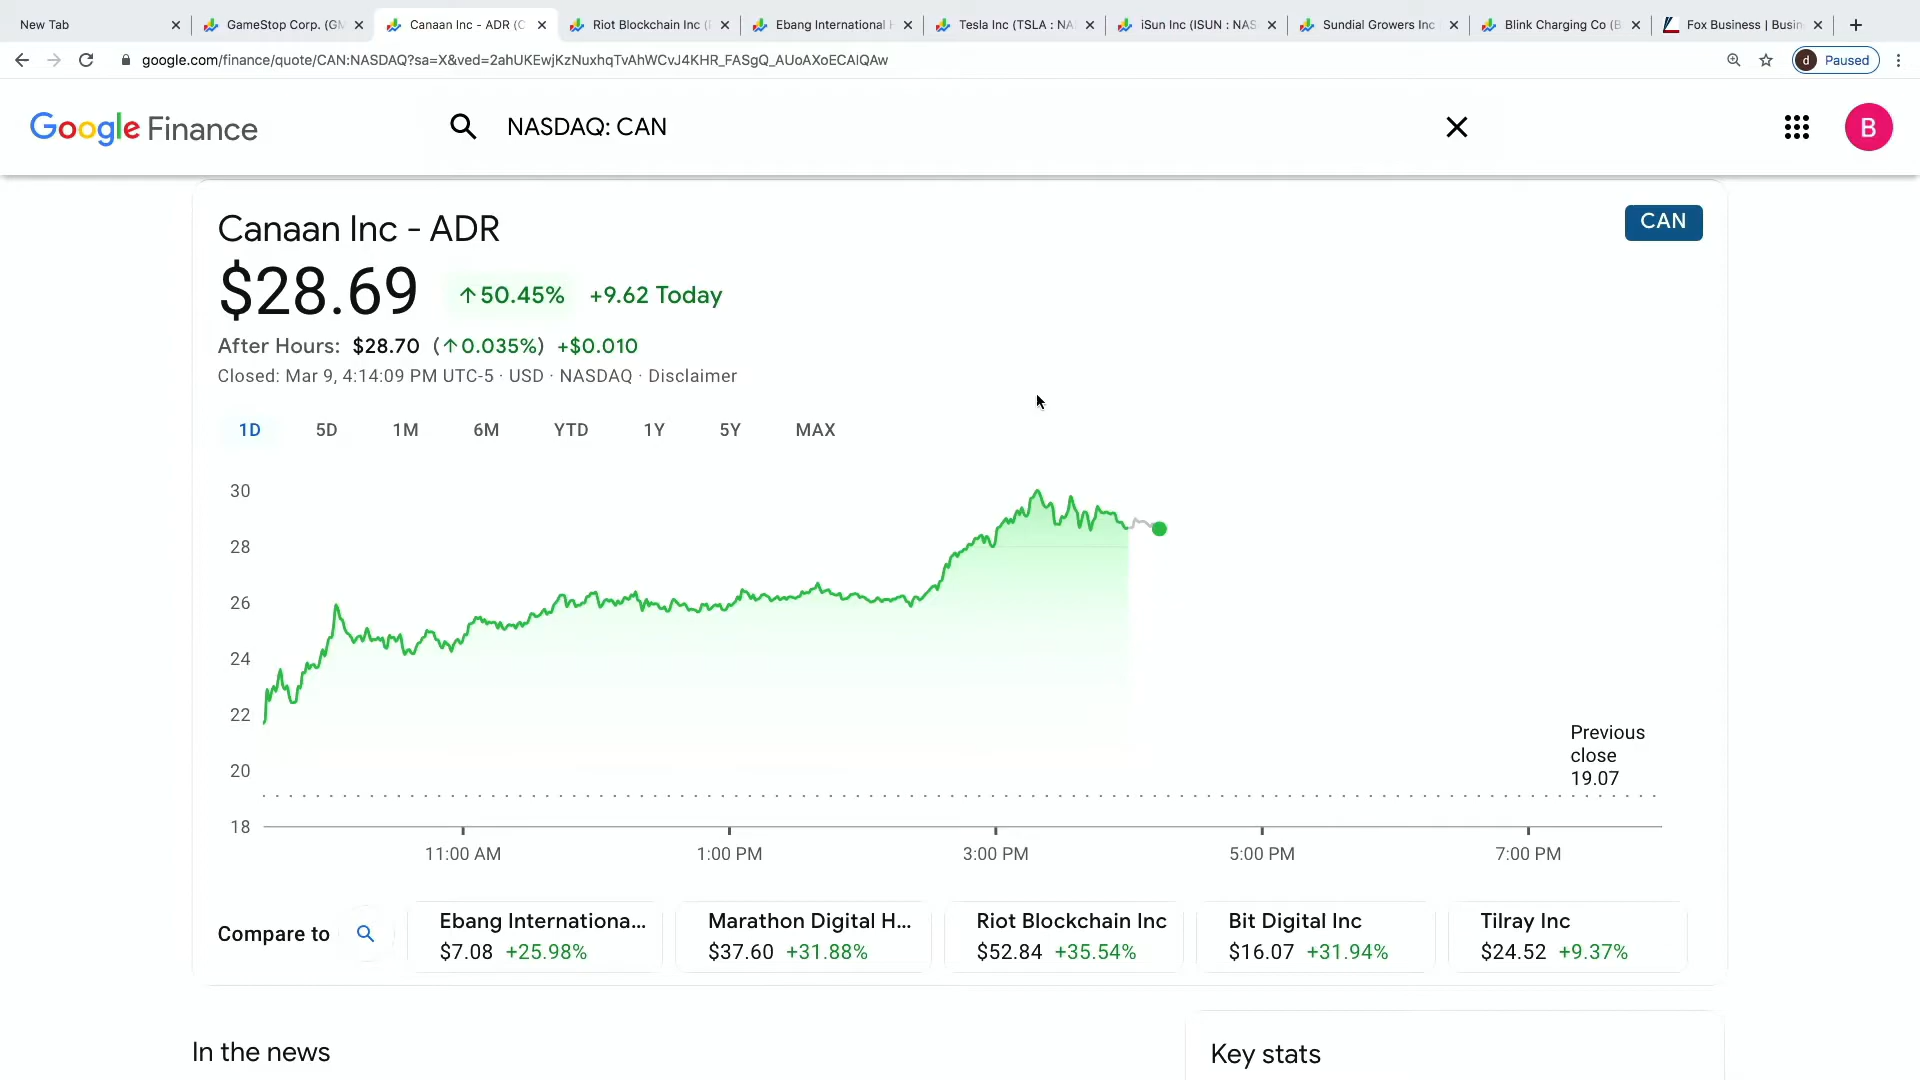 New Tab
GameStop Corp. (GM
Canaan Inc - ADR (C
Riot Blockchain Inc (
Ebang International H
Tesla Inc (TSLA : NA
iSun Inc (ISUN : NAS
Sundial Growers Inc
Blink Charging Co (B
Fox Business | Busin
google.com/finance/quote/CAN:NASDAQ?sa=X&ved=2ahUKEwjKzNuxhqTvAhWCvJ4KHR_FASgQ_AUoAXoECAIQAw
d Paused
Google Finance
NASDAQ: CAN
B
Canaan Inc - ADR
CAN
$28.69 ↑50.45% +9.62 Today
After Hours: $28.70 (↑0.035%) +$0.010
Closed: Mar 9, 4:14:09 PM UTC-5 · USD · NASDAQ · Disclaimer
1D 5D 1M 6M YTD 1Y 5Y MAX
30
28
26
24
22
20
18
Previous
close
19.07
11:00 AM 1:00 PM 3:00 PM 5:00 PM 7:00 PM
Compare to
Ebang Internationa...
$7.08 +25.98%
Marathon Digital H...
$37.60 +31.88%
Riot Blockchain Inc
$52.84 +35.54%
Bit Digital Inc
$16.07 +31.94%
Tilray Inc
$24.52 +9.37%
In the news
Key stats